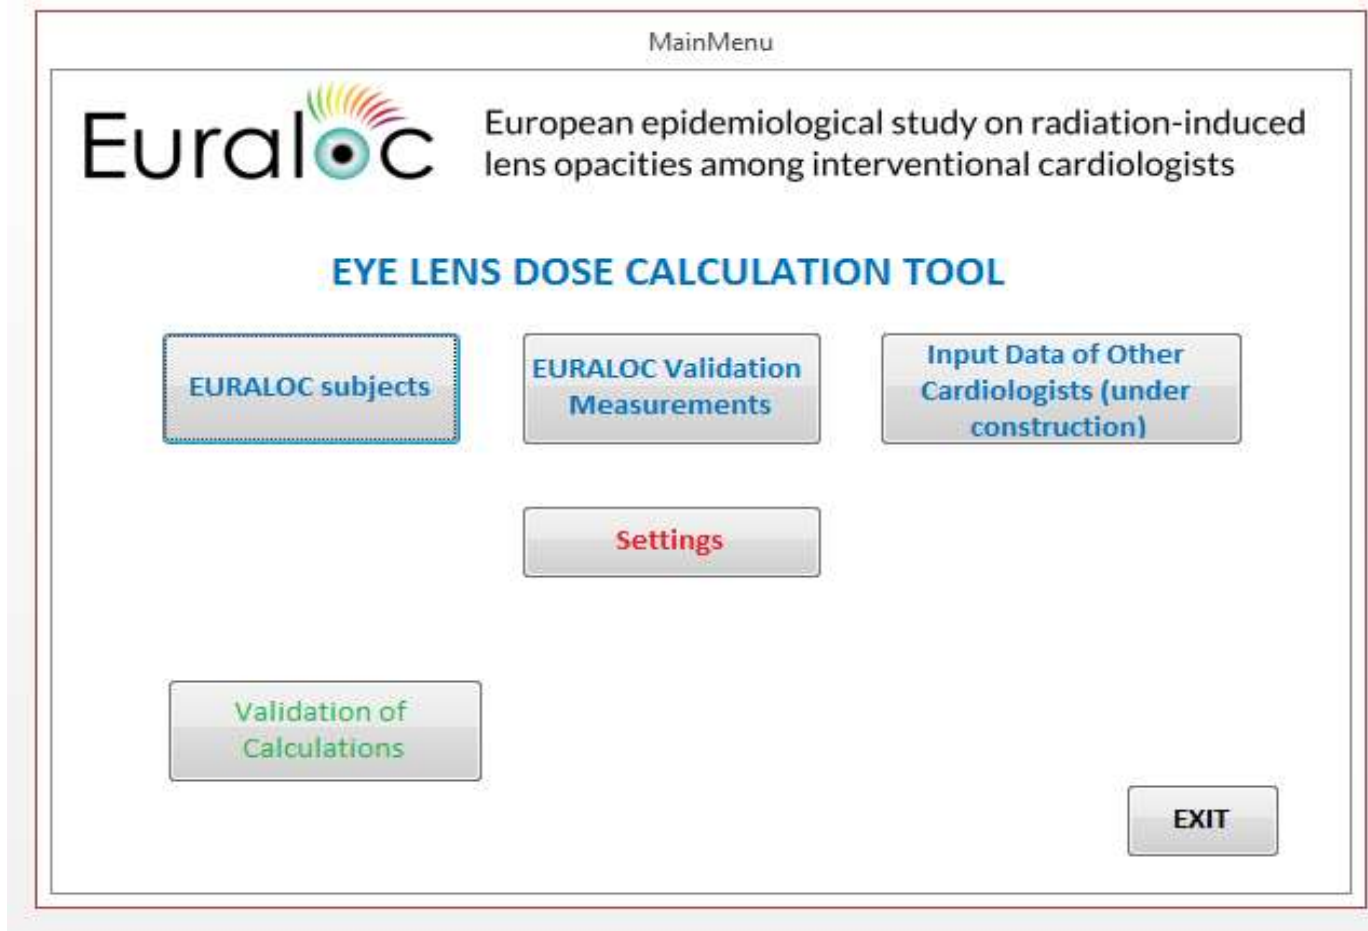 MainMenu
Euraloc
European epidemiological study on radiation-induced
lens opacities among interventional cardiologists
EYE LENS DOSE CALCULATION TOOL
EURALOC subjects
EURALOC Validation
Measurements
Input Data of Other
Cardiologists (under
construction)
Settings
Validation of
Calculations
EXIT